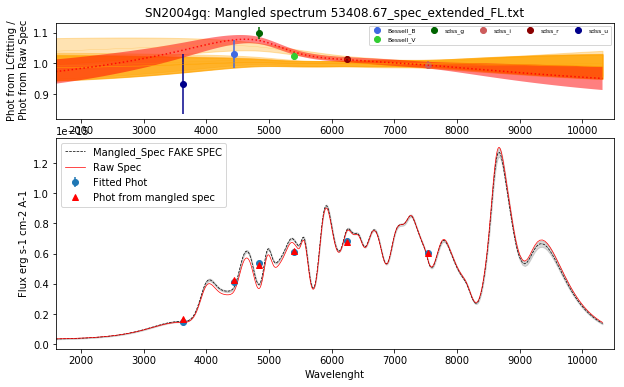 SN2004gq: Mangled spectrum 53408.67_spec_extended_FL.txt
Phot from LCfitting /
Phot from Raw Spec
1.1
1.0
0.9
Bessell_B
Bessell_V
sdss_g
sdss_i
sdss_r
sdss_u
2000 3000 4000 5000 6000 7000 8000 9000 10000
Flux erg s-1 cm-2 A-1
1.2
1.0
0.8
0.6
0.4
0.2
0.0
Mangled_Spec FAKE SPEC
Raw Spec
Fitted Phot
Phot from mangled spec
2000 3000 4000 5000 6000 7000 8000 9000 10000
Wavelenght